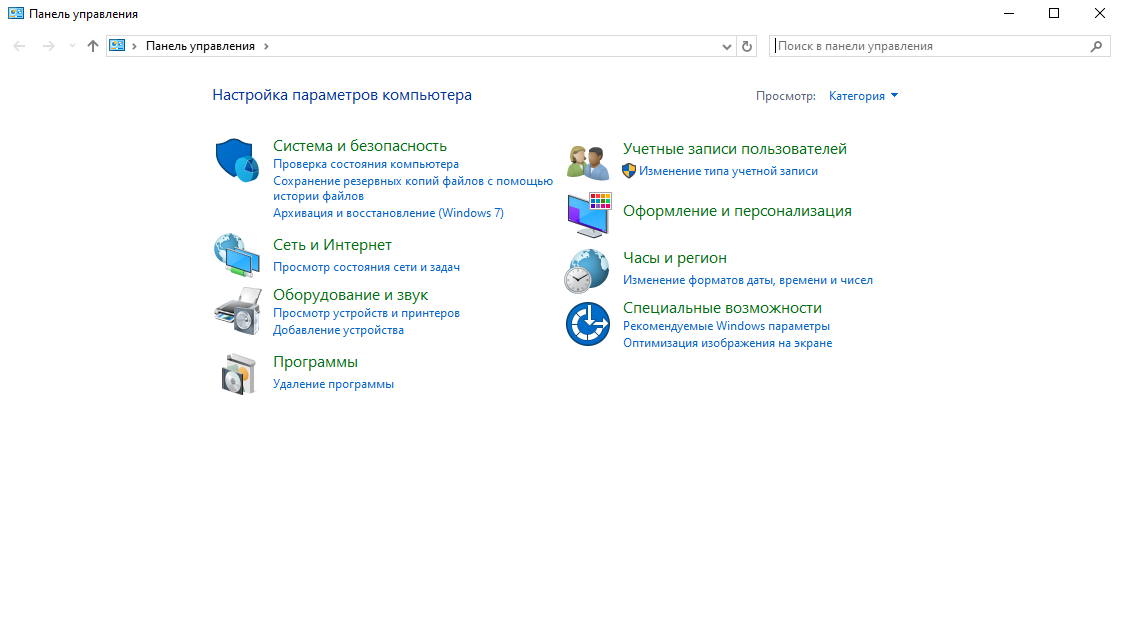 Панель управления
Панель управления
Поиск в панели управления
Настройка параметров компьютера
Просмотр: Категория
Система и безопасность
Проверка состояния компьютера
Сохранение резервных копий файлов с помощью
истории файлов
Архивация и восстановление (Windows 7)
Сеть и Интернет
Просмотр состояния сети и задач
Оборудование и звук
Просмотр устройств и принтеров
Добавление устройства
Программы
Удаление программы
Учетные записи пользователей
Изменение типа учетной записи
Оформление и персонализация
Часы и регион
Изменение форматов даты, времени и чисел
Специальные возможности
Рекомендуемые Windows параметры
Оптимизация изображения на экране